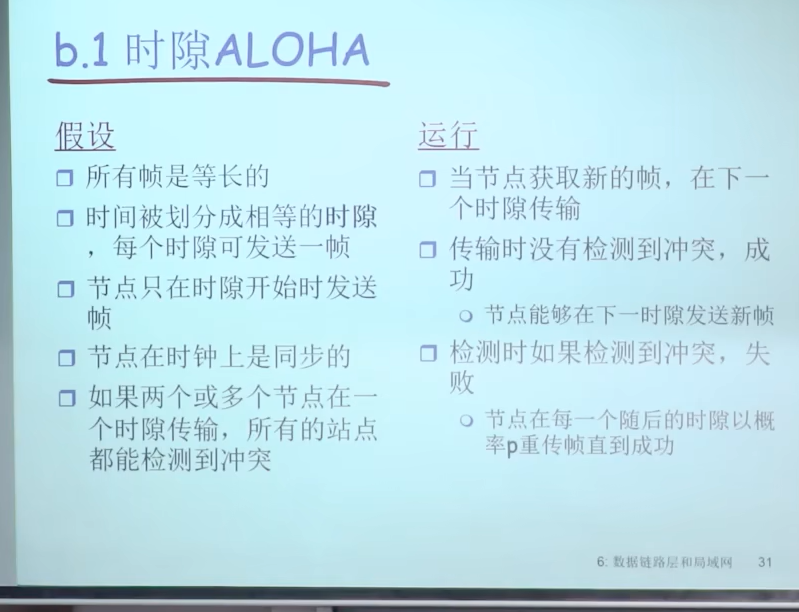 b.1 时隙ALOHA
假设
所有帧是等长的
时间被划分成相等的时隙
，每个时隙可发送一帧
节点只在时隙开始时发送
帧
节点在时钟上是同步的
如果两个或多个节点在一
个时隙传输，所有的站点
都能检测到冲突
运行
当节点获取新的帧，在下一
个时隙传输
传输时没有检测到冲突，成
功
节点能够在下一时隙发送新帧
检测时如果检测到冲突，失
败
节点在每一个随后的时隙以概
率p重传帧直到成功
6: 数据链路层和局域网 31